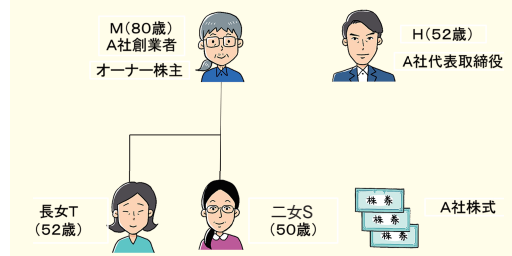 M(80歳)
A社創業者
オーナー株主
H(52歳)
A社代表取締役
長女T
(52歳)
二女S
(50歳)
株券
株券
株券
A社株式